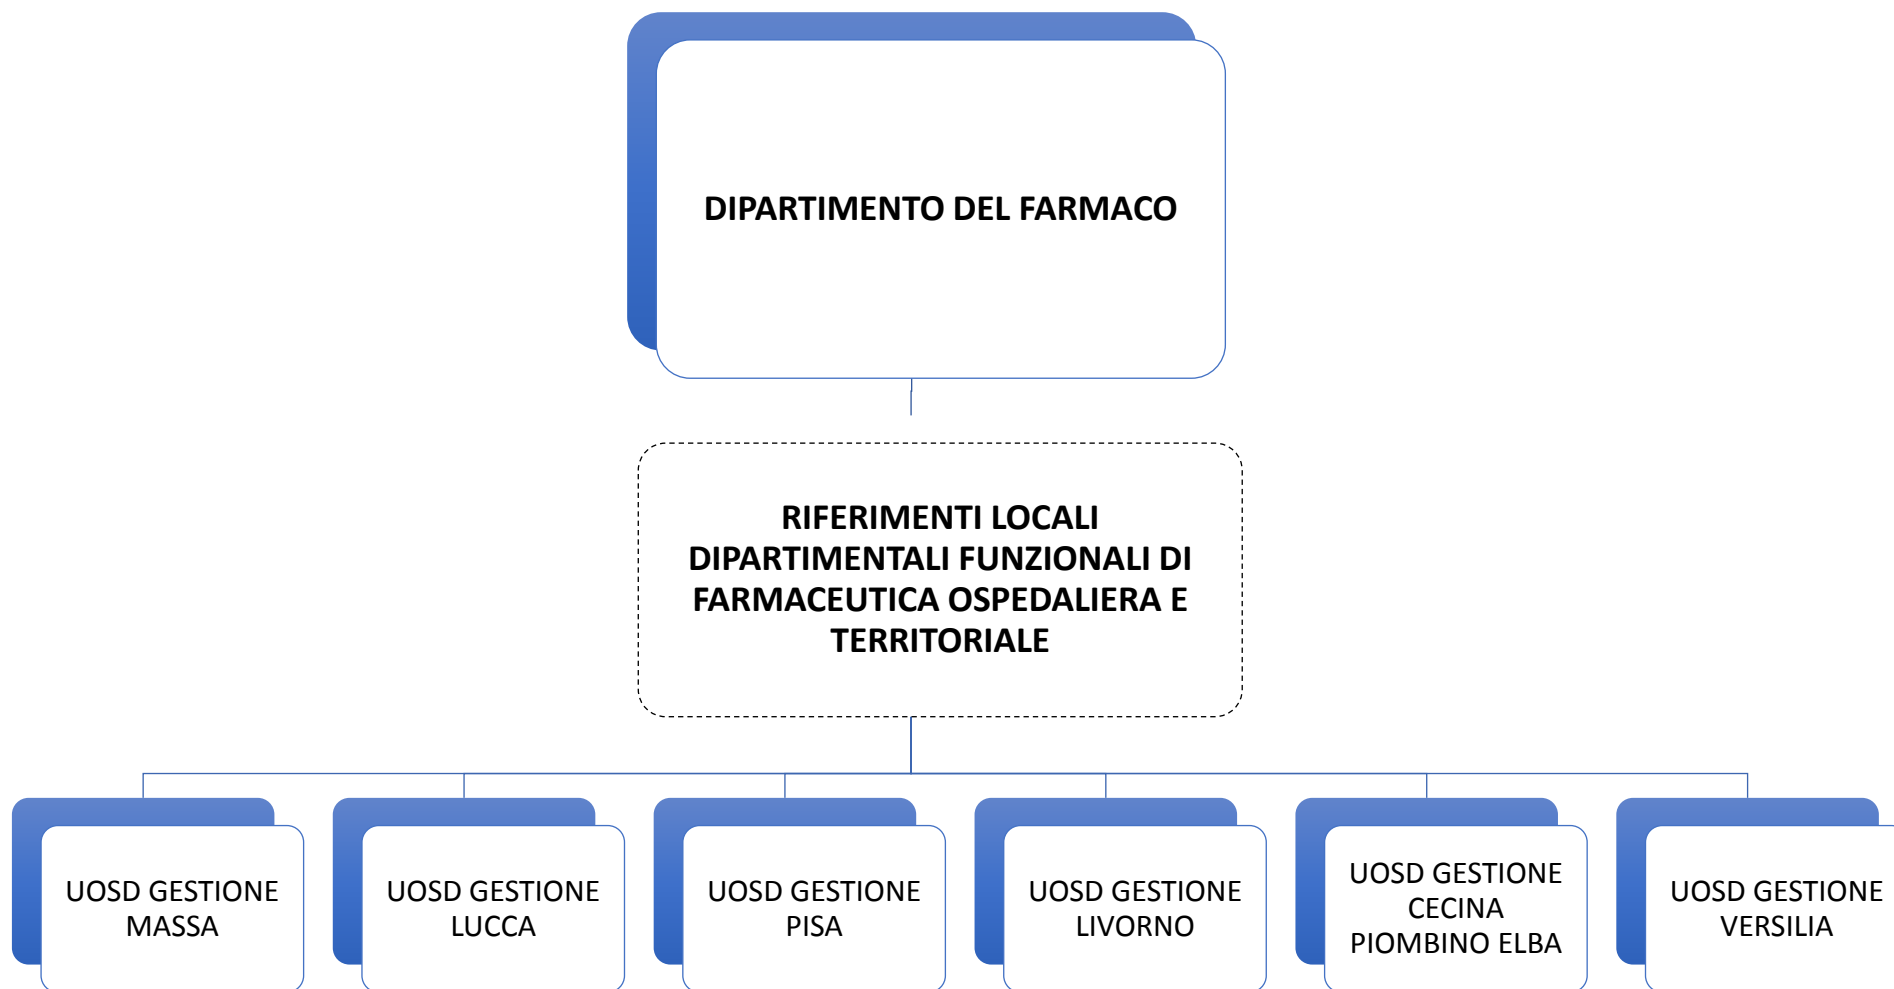 DIPARTIMENTO DEL FARMACO
RIFERIMENTI LOCALI
DIPARTIMENTALI FUNZIONALI DI
FARMACEUTICA OSPEDALIERA E
TERRITORIALE
UOSD GESTIONE
MASSA
UOSD GESTIONE
LUCCA
UOSD GESTIONE
PISA
UOSD GESTIONE
LIVORNO
UOSD GESTIONE
CECINA
PIOMBINO ELBA
UOSD GESTIONE
VERSILIA